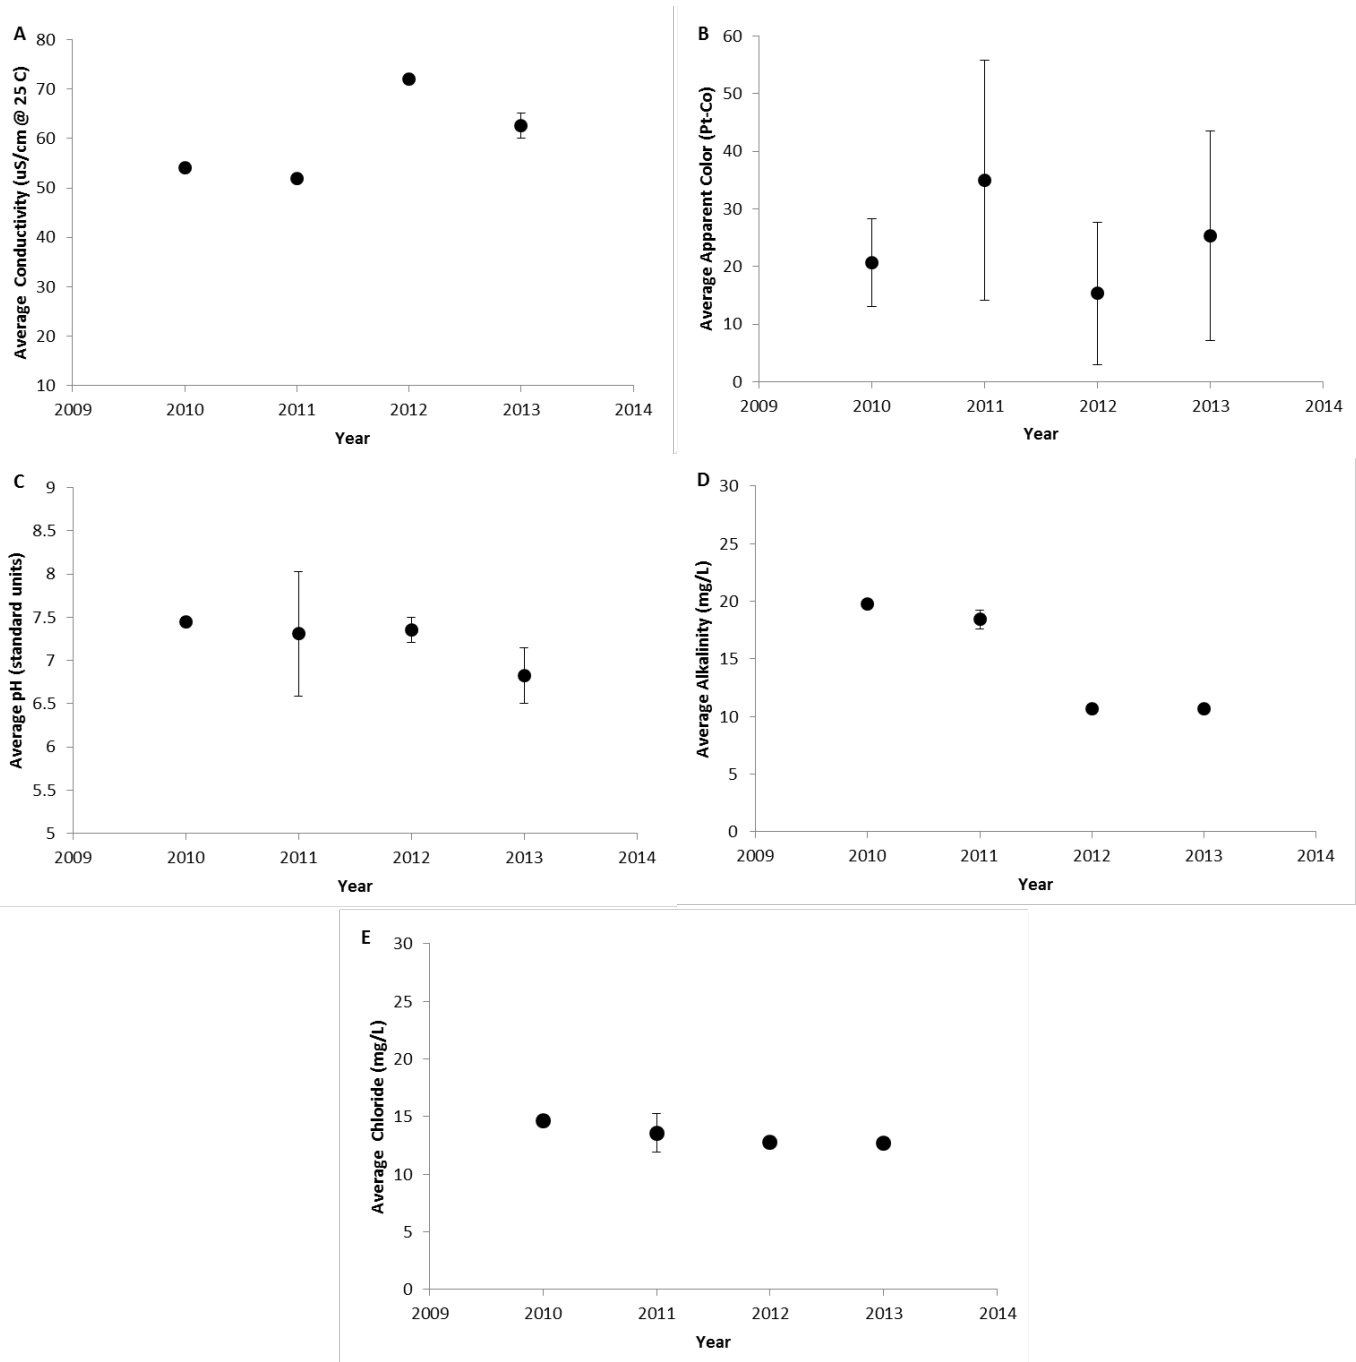 A
80
70
60
50
40
30
20
10
2009 2010 2011 2012 2013 2014
Year
Average Conductivity (uS/cm @ 25 C)
B
60
50
40
30
20
10
0
2009 2010 2011 2012 2013 2014
Year
Average Apparent Color (Pt-Co)
C
9
8.5
8
7.5
7
6.5
6
5.5
5
2009 2010 2011 2012 2013 2014
Year
Average pH (standard units)
D
30
25
20
15
10
5
0
2009 2010 2011 2012 2013 2014
Year
Average Alkalinity (mg/L)
E
30
25
20
15
10
5
0
2009 2010 2011 2012 2013 2014
Year
Average Chloride (mg/L)